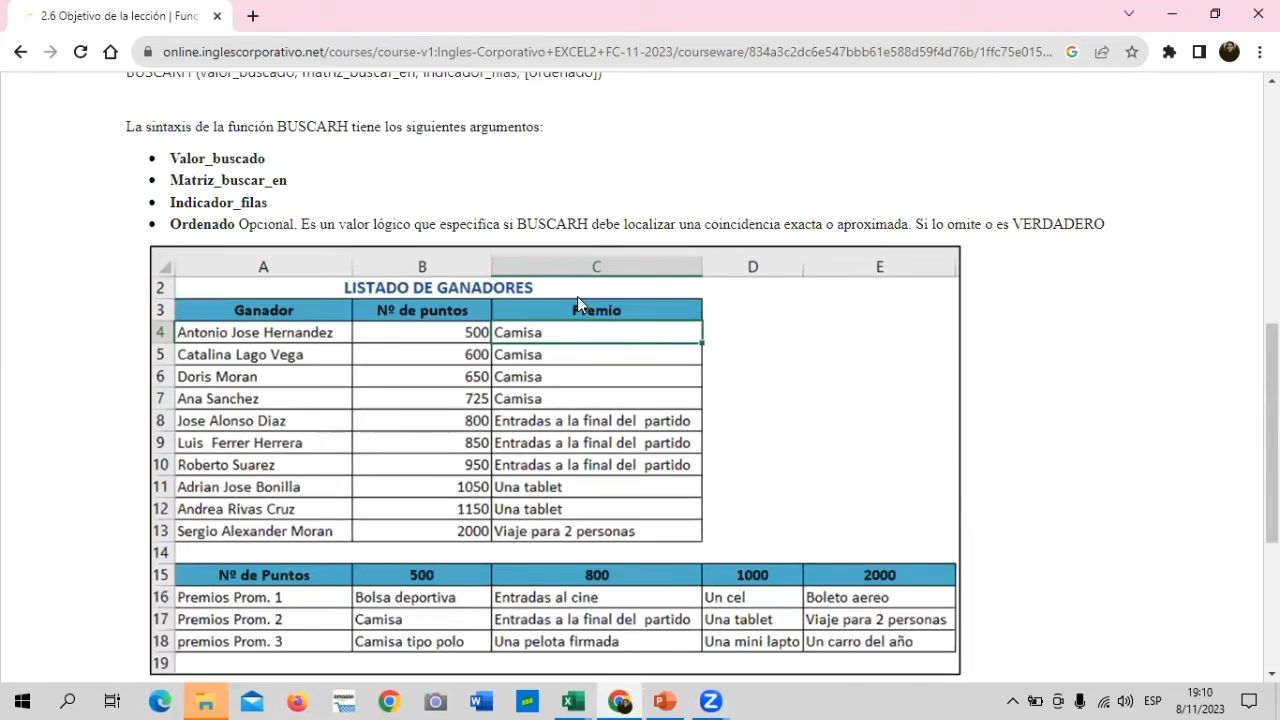 2.6 Objetivo de la lección | Func
online.inglescorporativo.net/courses/course-v1:Ingles-Corporativo+EXCEL2+FC-11-2023/courseware/834a3c2dc6e547bbb61e588d59f4d76b/1ffc75e015...
BUSCARH (valor_buscado, matriz_buscar_en, indicador_filas, [ordenado])
La sintaxis de la función BUSCARH tiene los siguientes argumentos:
• Valor_buscado
• Matriz_buscar_en
• Indicador_filas
• Ordenado Opcional. Es un valor lógico que especifica si BUSCARH debe localizar una coincidencia exacta o aproximada. Si lo omite o es VERDADERO
A B C D E
2 LISTADO DE GANADORES
3 Ganador Nº de puntos Premio
4 Antonio Jose Hernandez 500 Camisa
5 Catalina Lago Vega 600 Camisa
6 Doris Moran 650 Camisa
7 Ana Sanchez 725 Camisa
8 Jose Alonso Diaz 800 Entradas a la final del partido
9 Luis Ferrer Herrera 850 Entradas a la final del partido
10 Roberto Suarez 950 Entradas a la final del partido
11 Adrian Jose Bonilla 1050 Una tablet
12 Andrea Rivas Cruz 1150 Una tablet
13 Sergio Alexander Moran 2000 Viaje para 2 personas
14
15 Nº de Puntos 500 800 1000 2000
16 Premios Prom. 1 Bolsa deportiva Entradas al cine Un cel Boleto aereo
17 Premios Prom. 2 Camisa Entradas a la final del partido Una tablet Viaje para 2 personas
18 premios Prom. 3 Camisa tipo polo Una pelota firmada Una mini lapto Un carro del año
19
ESP
19:10
8/11/2023